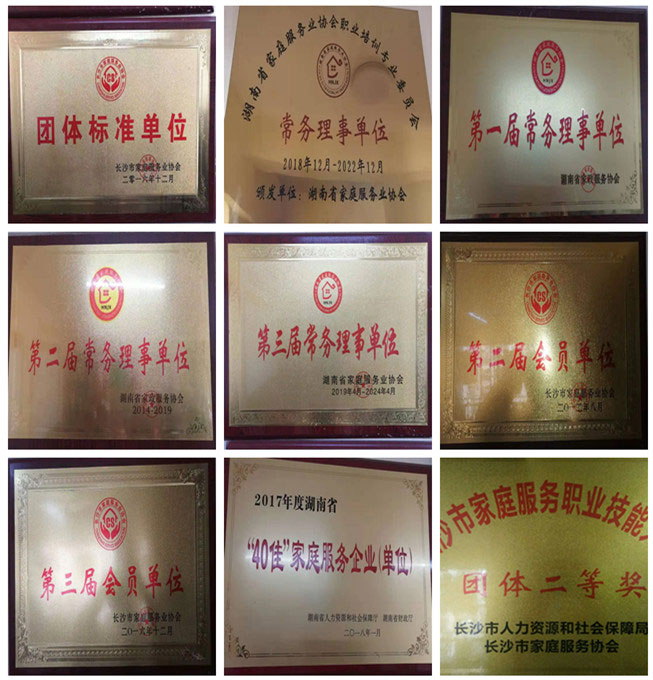 团体标准单位
长沙市家庭服务业协会
二零一六年十二月
湖南省家庭服务业协会职业培训专业委员会
常务理事单位
2018年12月-2022年12月
颁发单位：湖南省家庭服务业协会
第一届常务理事单位
湖南省家庭服务协会
第二届常务理事单位
湖南省家庭服务协会
2014-2019
第三届常务理事单位
湖南省家庭服务业协会
2019年4月-2024年4月
CS
第二届会员单位
长沙市家庭服务业协会
二〇一二年八月
CS
第三届会员单位
长沙市家庭服务业协会
二〇一六年十二月
2017年度湖南省
“40佳”家庭服务企业(单位)
湖南省人力资源和社会保障厅 湖南省财政厅
二〇一八年一月
沙市家庭服务职业技能
团体二等奖
长沙市人力资源和社会保障局
长沙市家庭服务协会